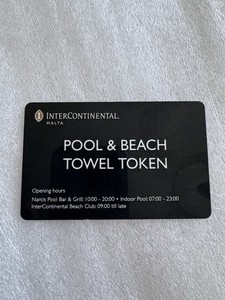 INTERCONTINENTAL
MALTA
POOL & BEACH
TOWEL TOKEN
Opening hours
Narcis Pool Bar & Grill: 10:00 - 20:00 • Indoor Pool: 07:00 - 23:00
InterContinental Beach Club: 09:00 till late